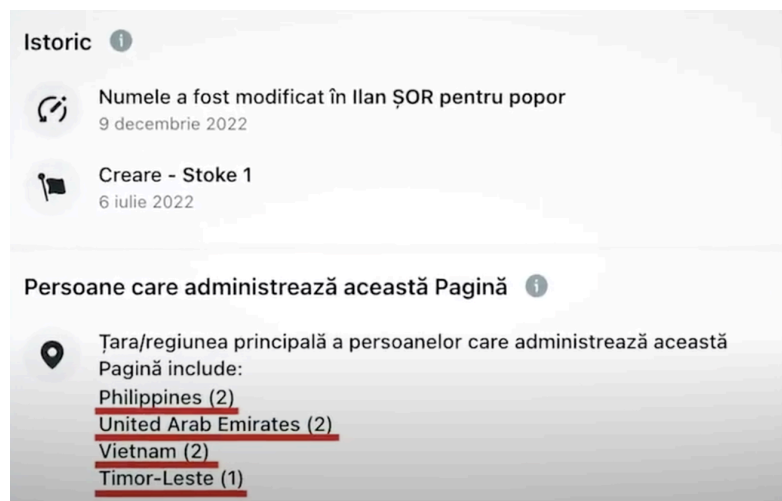 Istoric
Numele a fost modificat în Ilan ȘOR pentru popor
9 decembrie 2022
Creare - Stoke 1
6 iulie 2022
Persoane care administrează această Pagină
Țara/regiunea principală a persoanelor care administrează această
Pagină include:
Philippines (2)
United Arab Emirates (2)
Vietnam (2)
Timor-Leste (1)